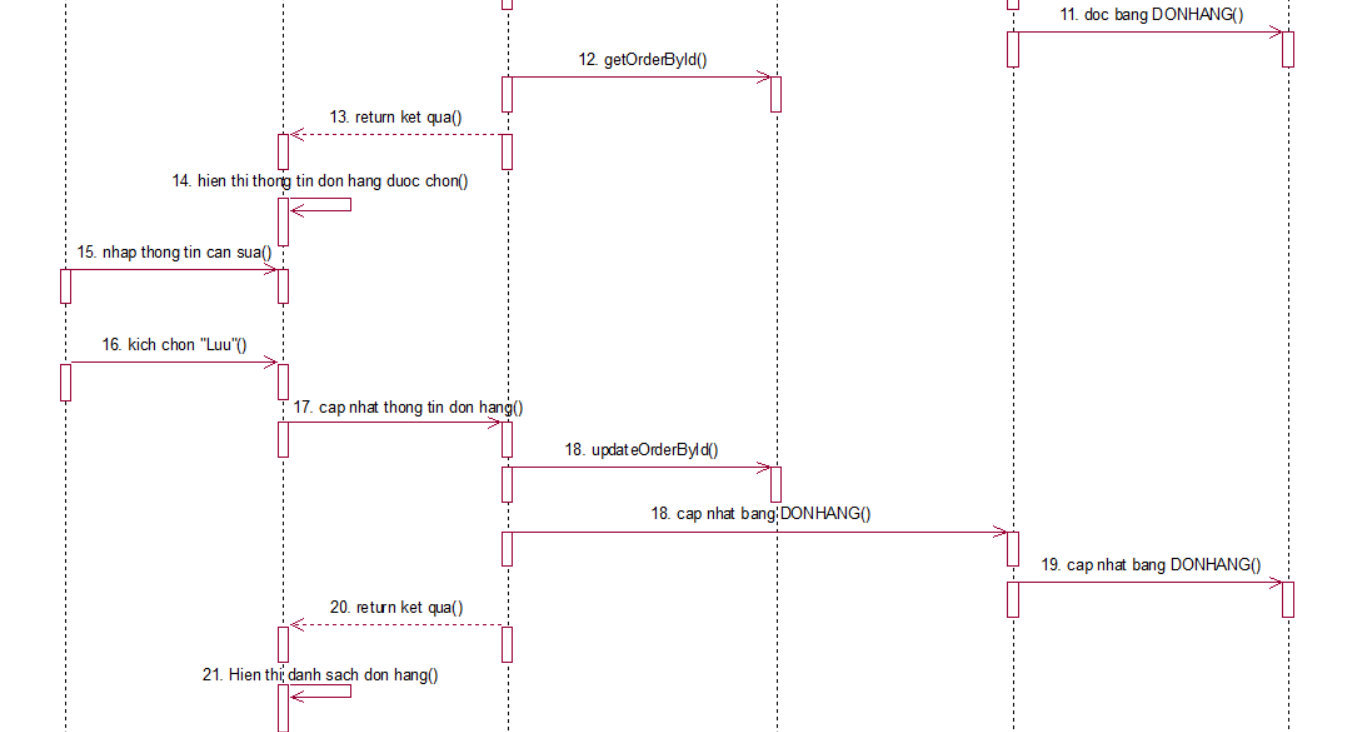 11. doc bang DONHANG()
12. getOrderById()
13. return ket qua()
14. hien thi thong tin don hang duoc chon()
15. nhap thong tin can sua()
16. kich chon "Luu"()
17. cap nhat thong tin don hang()
18. updateOrderById()
18. cap nhat bang DONHANG()
19. cap nhat bang DONHANG()
20. return ket qua()
21. Hien thi danh sach don hang()